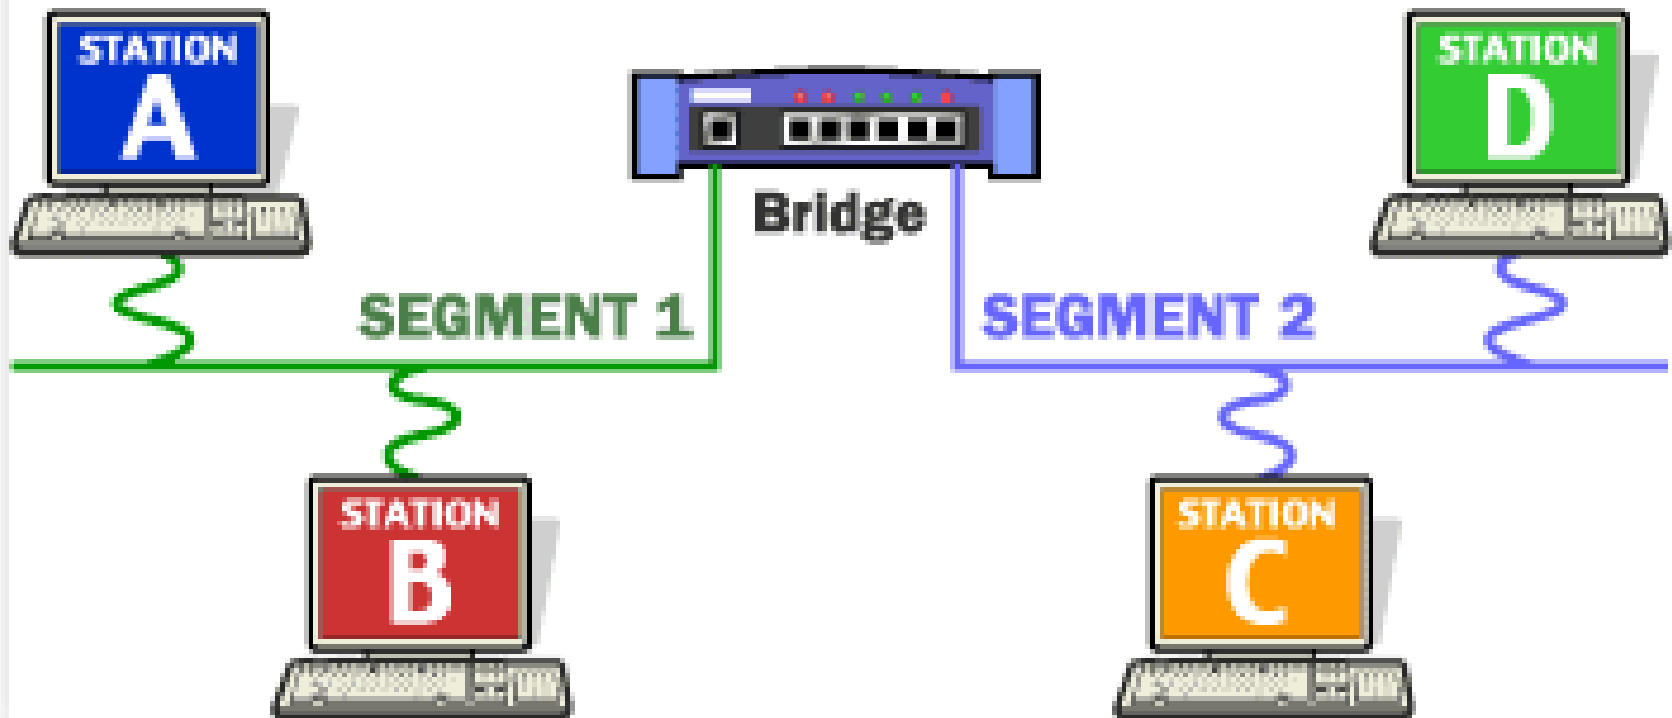 STATION
A
STATION
D
Bridge
SEGMENT 1
SEGMENT 2
STATION
B
STATION
C